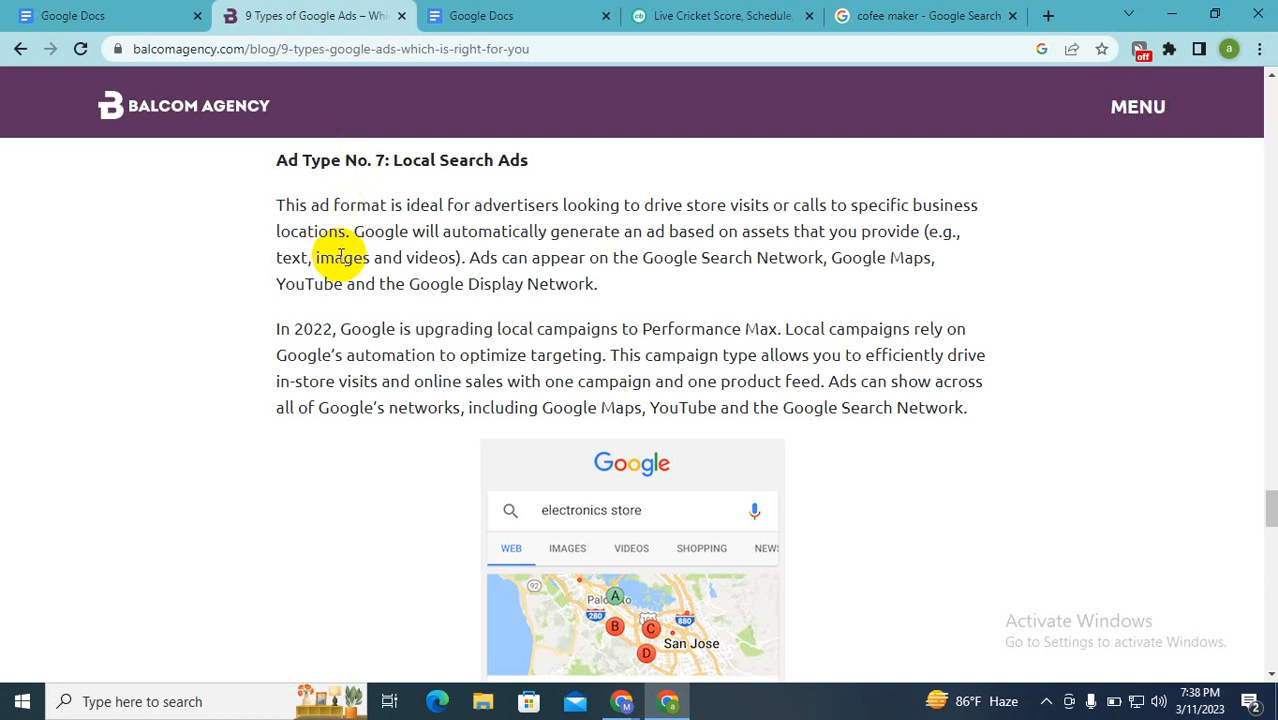 Google Docs
9 Types of Google Ads – Whi
Google Docs
Live Cricket Score, Schedule,
cofee maker - Google Search
balcomagency.com/blog/9-types-google-ads-which-is-right-for-you
off
a
BALCOM AGENCY
MENU
Ad Type No. 7: Local Search Ads
This ad format is ideal for advertisers looking to drive store visits or calls to specific business
locations. Google will automatically generate an ad based on assets that you provide (e.g.,
text, images and videos). Ads can appear on the Google Search Network, Google Maps,
YouTube and the Google Display Network.
In 2022, Google is upgrading local campaigns to Performance Max. Local campaigns rely on
Google’s automation to optimize targeting. This campaign type allows you to efficiently drive
in-store visits and online sales with one campaign and one product feed. Ads can show across
all of Google’s networks, including Google Maps, YouTube and the Google Search Network.
Google
electronics store
WEB IMAGES VIDEOS SHOPPING NEWS
92
Palo
A
280
B
C
880
D
San Jose
Activate Windows
Go to Settings to activate Windows.
Type here to search
86°F Haze
7:38 PM
3/11/2023
2